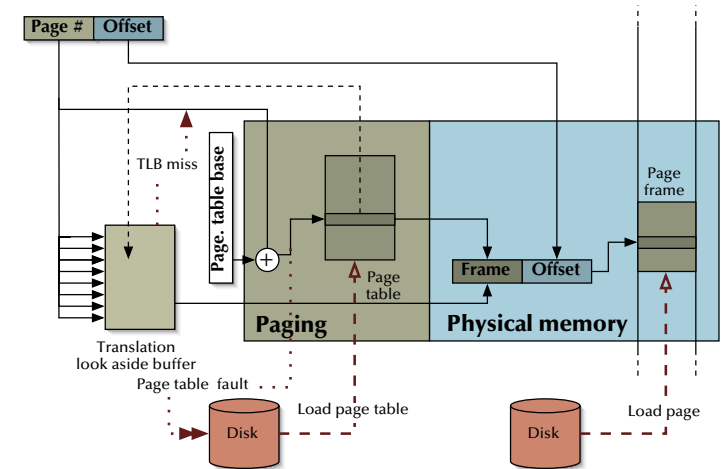 Page # Offset
TLB miss
Page. table base
Page
frame
Frame Offset
Page
table
Paging
Physical memory
Translation
look aside buffer
Page table fault
Load page table
Load page
Disk
Disk